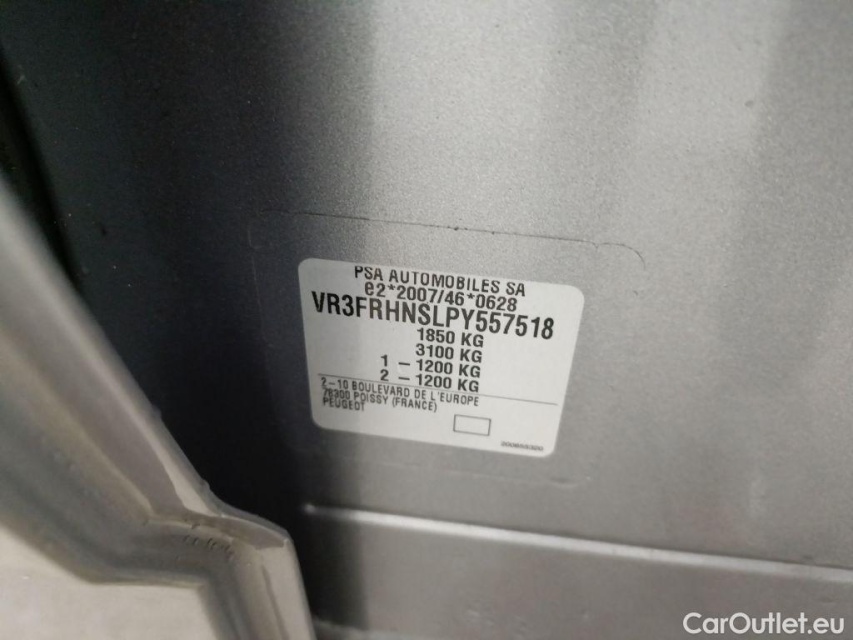 PSA AUTOMOBILES SA
e2*2007/46*0628
VR3FRHNSLPY557518
1850 KG
3100 KG
1 – 1200 KG
2 – 1200 KG
2–10 BOULEVARD DE L'EUROPE
78300 POISSY (FRANCE)
PEUGEOT
CarOutlet.eu